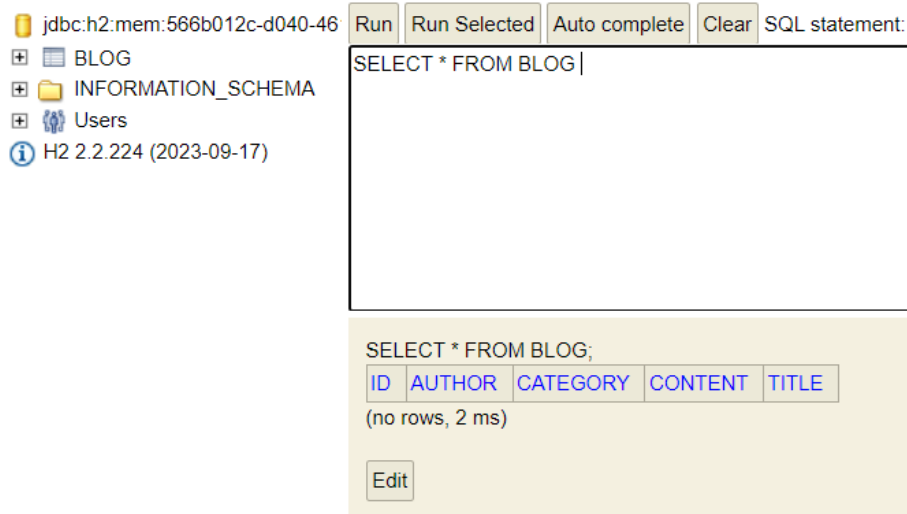 jdbc:h2:mem:566b012c-d040-46
BLOG
INFORMATION_SCHEMA
Users
H2 2.2.224 (2023-09-17)
Run Run Selected Auto complete Clear SQL statement:
SELECT * FROM BLOG
SELECT * FROM BLOG;
ID AUTHOR CATEGORY CONTENT TITLE
(no rows, 2 ms)
Edit